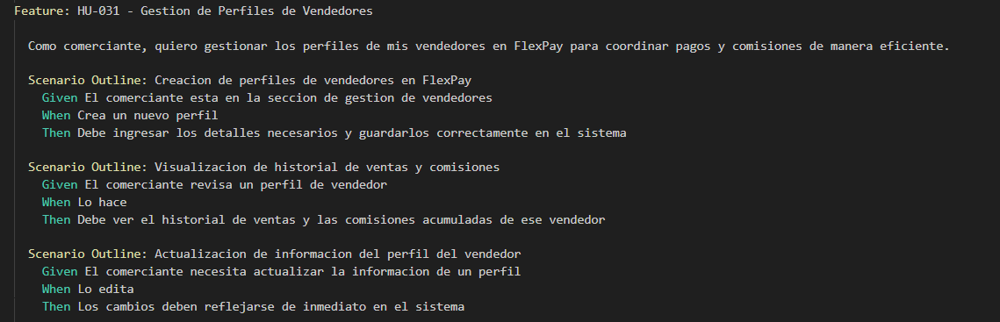 Feature: HU-031 - Gestion de Perfiles de Vendedores
Como comerciante, quiero gestionar los perfiles de mis vendedores en FlexPay para coordinar pagos y comisiones de manera eficiente.
Scenario Outline: Creacion de perfiles de vendedores en FlexPay
Given El comerciante esta en la seccion de gestion de vendedores
When Crea un nuevo perfil
Then Debe ingresar los detalles necesarios y guardarlos correctamente en el sistema
Scenario Outline: Visualizacion de historial de ventas y comisiones
Given El comerciante revisa un perfil de vendedor
When Lo hace
Then Debe ver el historial de ventas y las comisiones acumuladas de ese vendedor
Scenario Outline: Actualizacion de informacion del perfil del vendedor
Given El comerciante necesita actualizar la informacion de un perfil
When Lo edita
Then Los cambios deben reflejarse de inmediato en el sistema